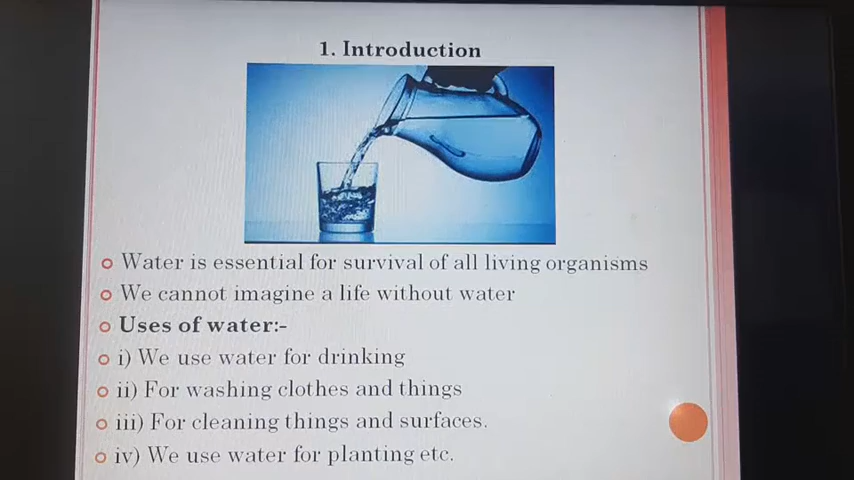 1. Introduction
Water is essential for survival of all living organisms
We cannot imagine a life without water
Uses of water:-
i) We use water for drinking
ii) For washing clothes and things
iii) For cleaning things and surfaces.
iv) We use water for planting etc.